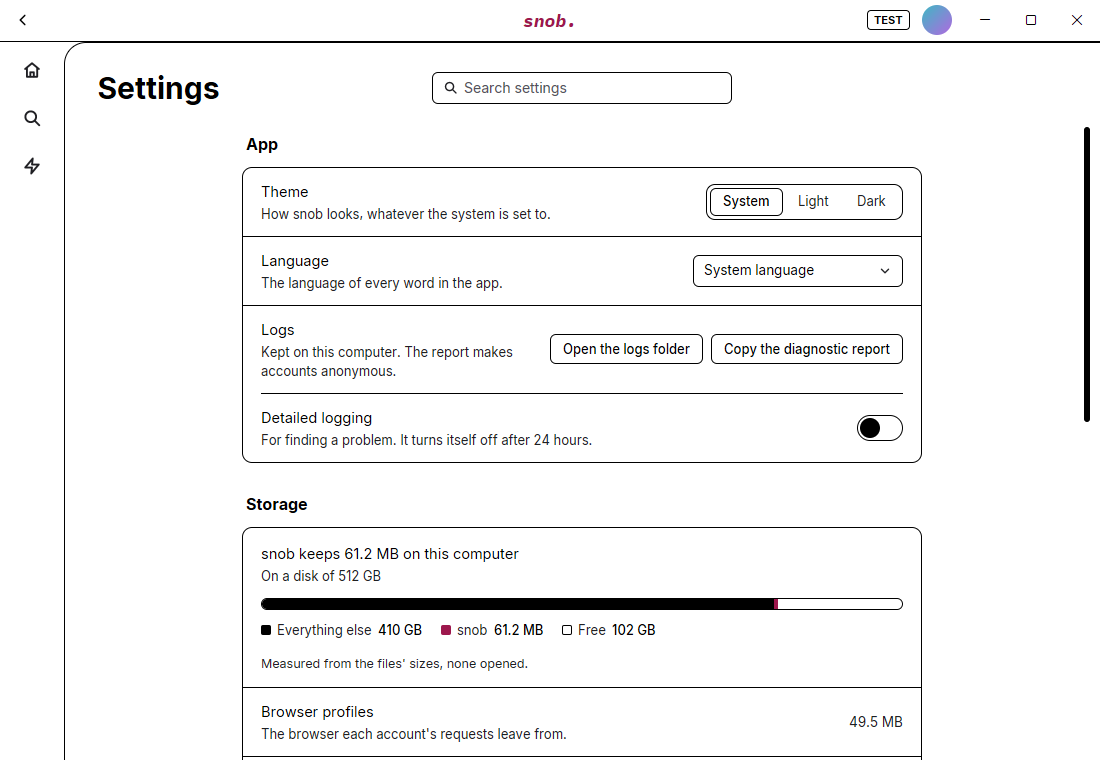 snob.
TEST
Settings
Search settings
App
Theme
How snob looks, whatever the system is set to.
System
Light
Dark
Language
The language of every word in the app.
System language
Logs
Kept on this computer. The report makes
accounts anonymous.
Open the logs folder
Copy the diagnostic report
Detailed logging
For finding a problem. It turns itself off after 24 hours.
Storage
snob keeps 61.2 MB on this computer
On a disk of 512 GB
Everything else 410 GB
snob 61.2 MB
Free 102 GB
Measured from the files' sizes, none opened.
Browser profiles
The browser each account's requests leave from.
49.5 MB